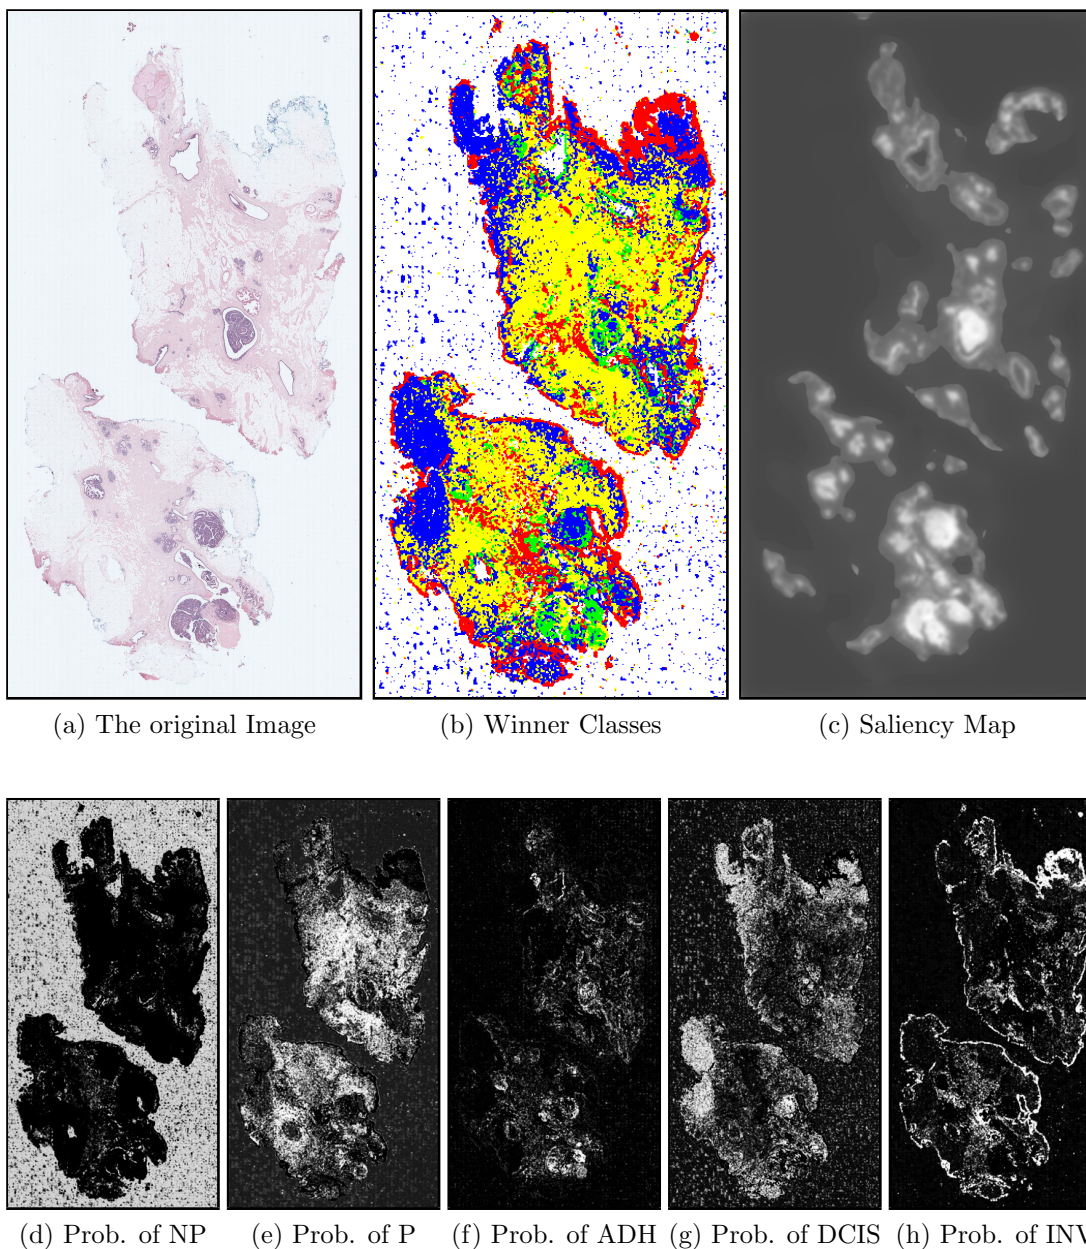 (a) The original Image (b) Winner Classes (c) Saliency Map
(d) Prob. of NP (e) Prob. of P (f) Prob. of ADH (g) Prob. of DCIS (h) Prob. of INV